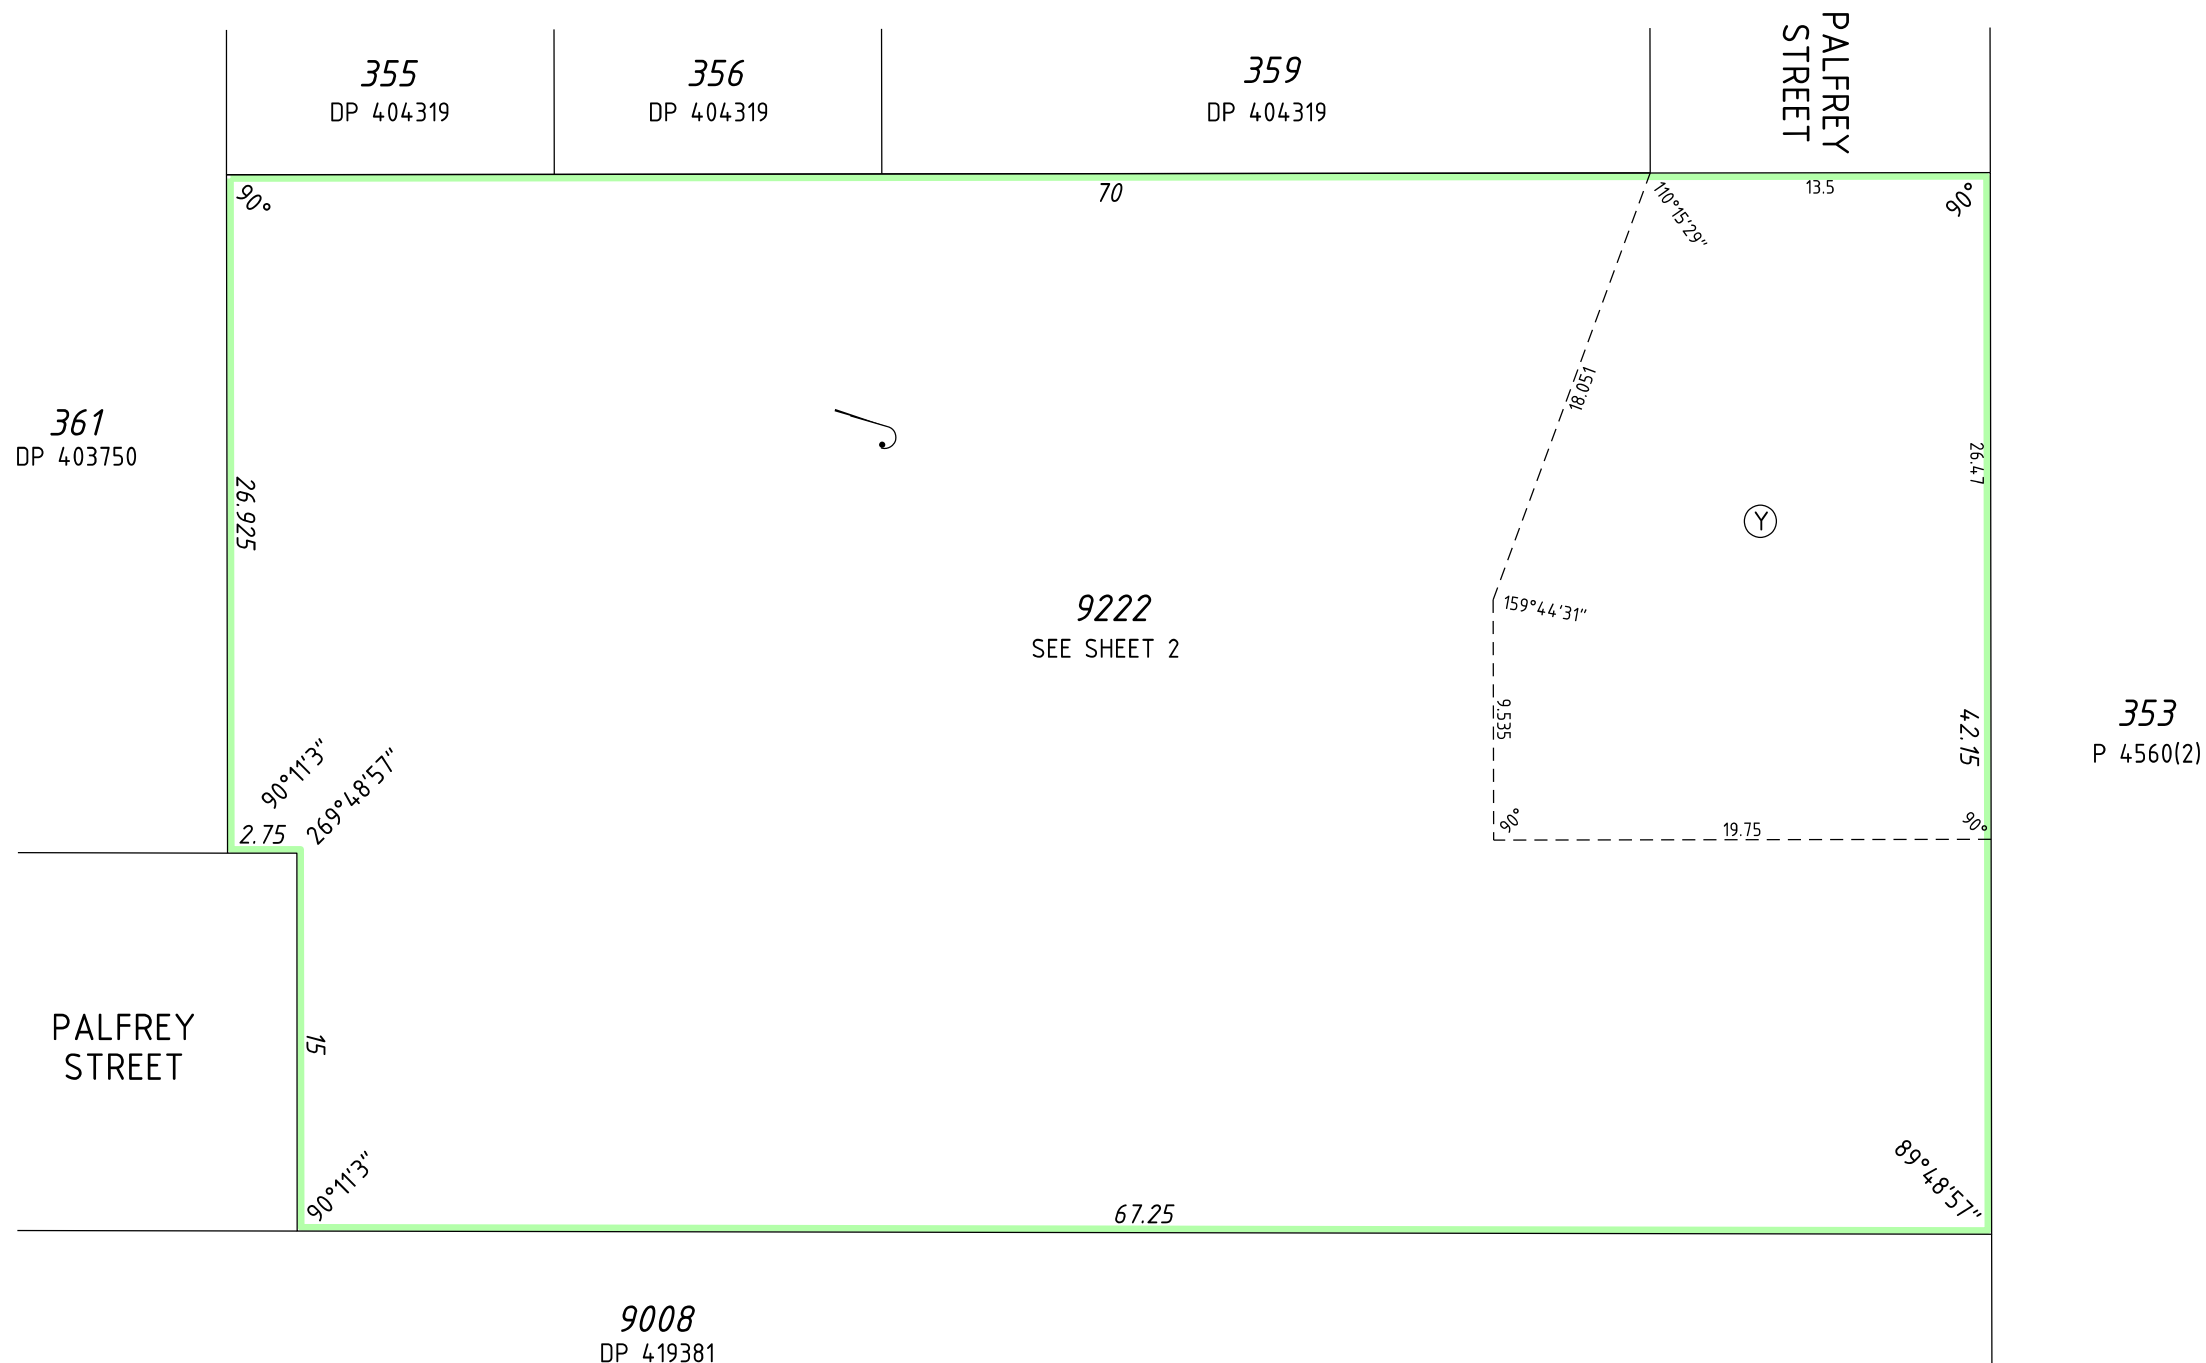 PALFREY
STREET
355
DP 404319
356
DP 404319
359
DP 404319
90°
70
110°15'29"
13.5
90°
18.051
361
DP 403750
26.925
26.47
Y
9222
SEE SHEET 2
159°44'31"
9.535
42.15
353
P 4560(2)
90°11'3"
269°48'57"
2.75
90°
19.75
90°
PALFREY
STREET
15
90°11'3"
89°48'57"
67.25
9008
DP 419381